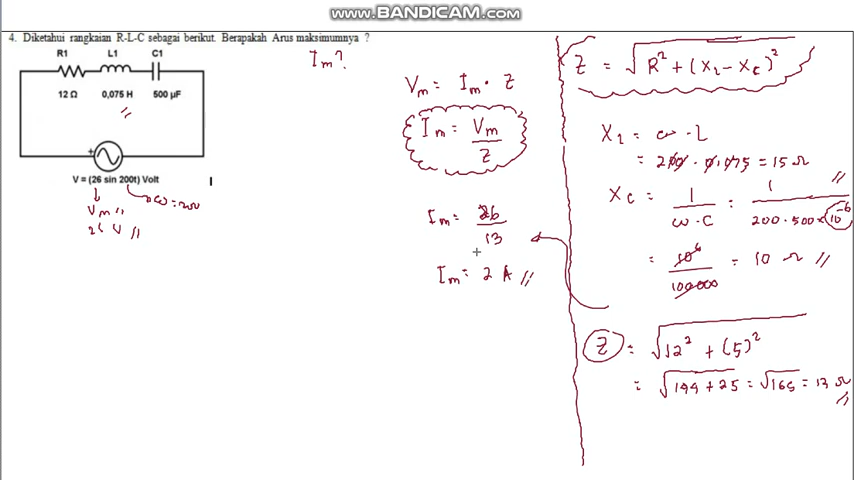 www.BANDICAM.com
4. Diketahui rangkaian R-L-C sebagai berikut. Berapakah Arus maksimumnya ?
R1 L1 C1
12 Ω 0,075 H 500 µF
+
V = (26 sin 200t) Volt
Vm
26 V
ω = 200
Im ?
Vm = Im · Z
Im = Vm / Z
Im = 26 / 13
Im = 2 A
Z = √R² + (XL - XC)²
XL = ω · L
= 200 · 0,075 = 15 Ω
XC = 1 / ω · C = 1 / 200 · 500 × 10⁻⁶
= 10⁶ / 100000 = 10 Ω
Z = √12² + (5)²
= √144 + 25 = √169 = 13 Ω